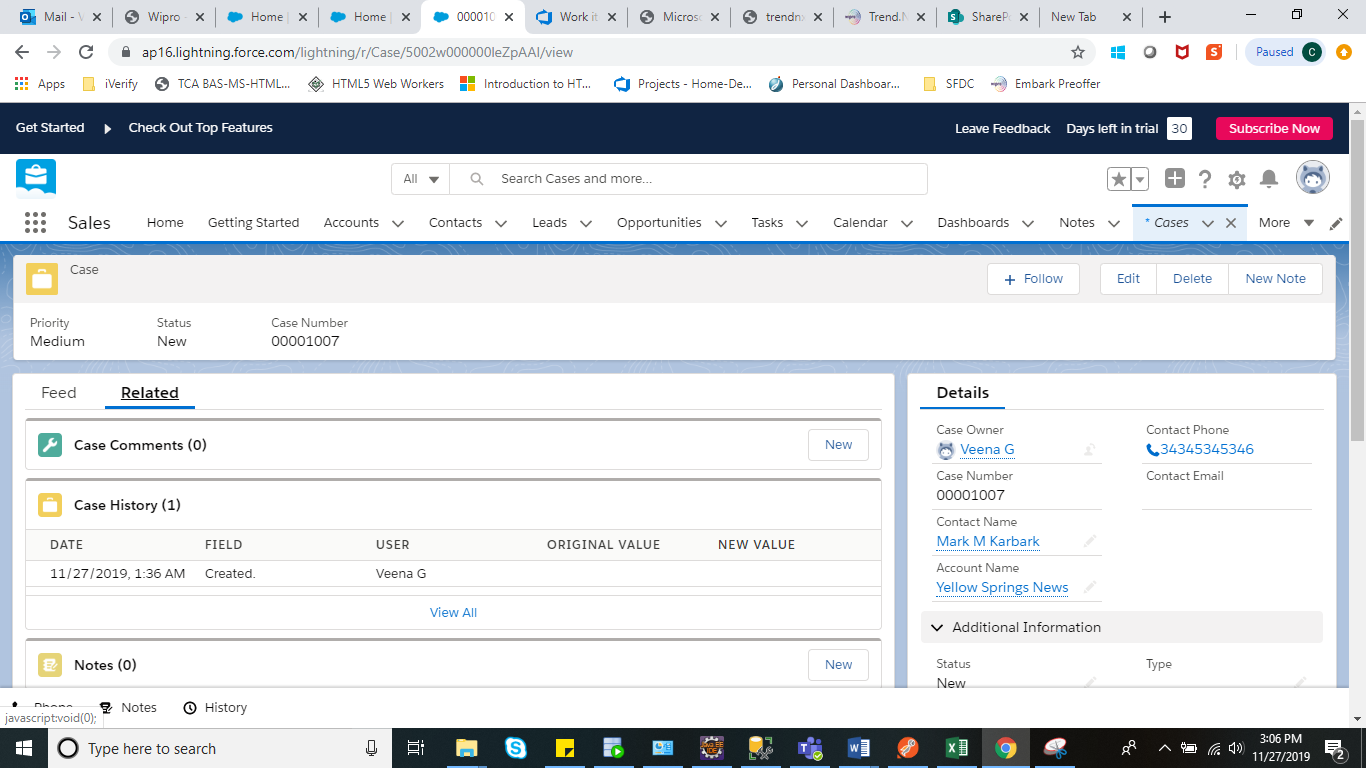 Mail - V
Wipro -
Home |
Home |
000010
Work it
Micros
trendn
Trend.N
SharePo
New Tab
ap16.lightning.force.com/lightning/r/Case/5002w000000IeZpAAI/view
Paused C
Apps iVerify TCA BAS-MS-HTML... HTML5 Web Workers Introduction to HT... Projects - Home-De... Personal Dashboar... SFDC Embark Preoffer
Get Started Check Out Top Features Leave Feedback Days left in trial 30 Subscribe Now
All Search Cases and more...
Sales Home Getting Started Accounts Contacts Leads Opportunities Tasks Calendar Dashboards Notes * Cases More
Case
+ Follow Edit Delete New Note
Priority Status Case Number
Medium New 00001007
Feed Related
Case Comments (0) New
Case History (1)
DATE FIELD USER ORIGINAL VALUE NEW VALUE
11/27/2019, 1:36 AM Created. Veena G
View All
Notes (0) New
Details
Case Owner Contact Phone
Veena G 34345345346
Case Number Contact Email
00001007
Contact Name
Mark M Karbark
Account Name
Yellow Springs News
Additional Information
Status Type
New
Phone Notes History
javascript:void(0);
Type here to search
3:06 PM
11/27/2019
2